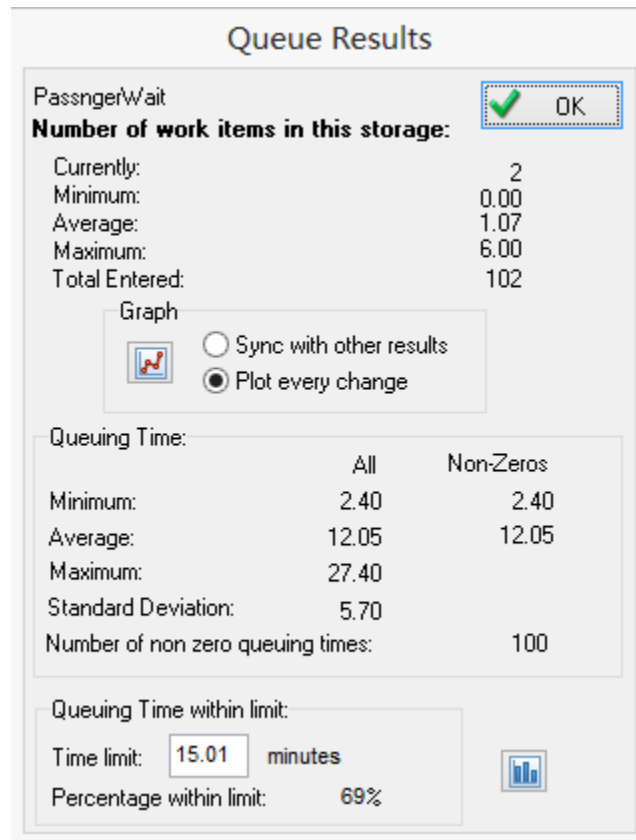 Queue Results
PassngerWait
OK
Number of work items in this storage:
Currently: 2
Minimum: 0.00
Average: 1.07
Maximum: 6.00
Total Entered: 102
Graph
Sync with other results
Plot every change
Queuing Time:
All Non-Zeros
Minimum: 2.40 2.40
Average: 12.05 12.05
Maximum: 27.40
Standard Deviation: 5.70
Number of non zero queuing times: 100
Queuing Time within limit:
Time limit: 15.01 minutes
Percentage within limit: 69%